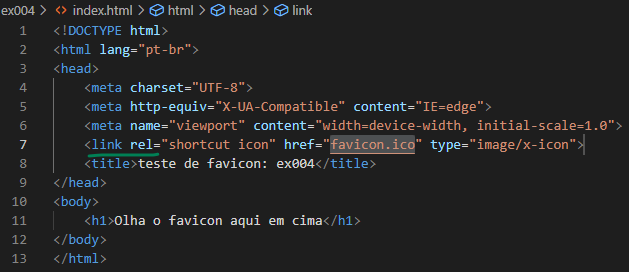 ex004 > <> index.html > html > head > link
1 <!DOCTYPE html>
2 <html lang="pt-br">
3 <head>
4 <meta charset="UTF-8">
5 <meta http-equiv="X-UA-Compatible" content="IE=edge">
6 <meta name="viewport" content="width=device-width, initial-scale=1.0">
7 <link rel="shortcut icon" href="favicon.ico" type="image/x-icon">
8 <title>teste de favicon: ex004</title>
9 </head>
10 <body>
11 <h1>Olha o favicon aqui em cima</h1>
12 </body>
13 </html>